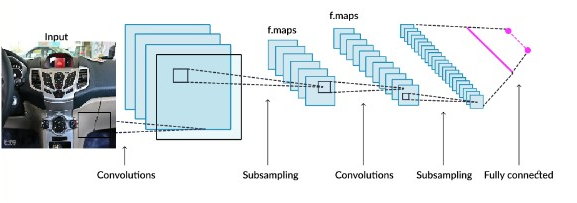 Input
f.maps
f.maps
Convolutions
Subsampling
Convolutions
Subsampling
Fully connected